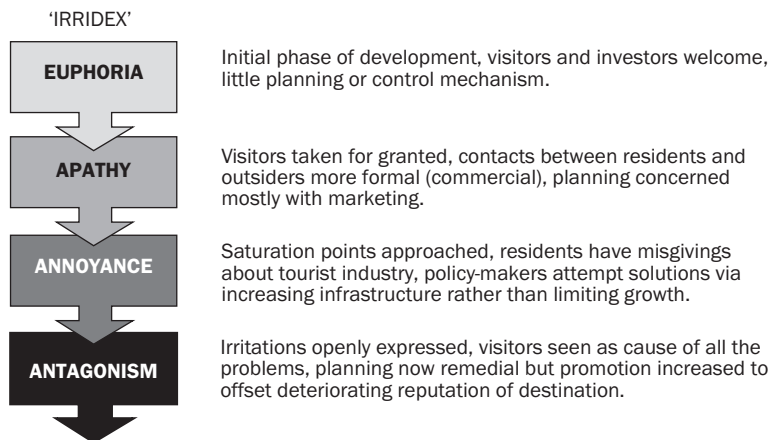 ‘IRRIDEX’
EUPHORIA
Initial phase of development, visitors and investors welcome,
little planning or control mechanism.
APATHY
Visitors taken for granted, contacts between residents and
outsiders more formal (commercial), planning concerned
mostly with marketing.
ANNOYANCE
Saturation points approached, residents have misgivings
about tourist industry, policy-makers attempt solutions via
increasing infrastructure rather than limiting growth.
ANTAGONISM
Irritations openly expressed, visitors seen as cause of all the
problems, planning now remedial but promotion increased to
offset deteriorating reputation of destination.